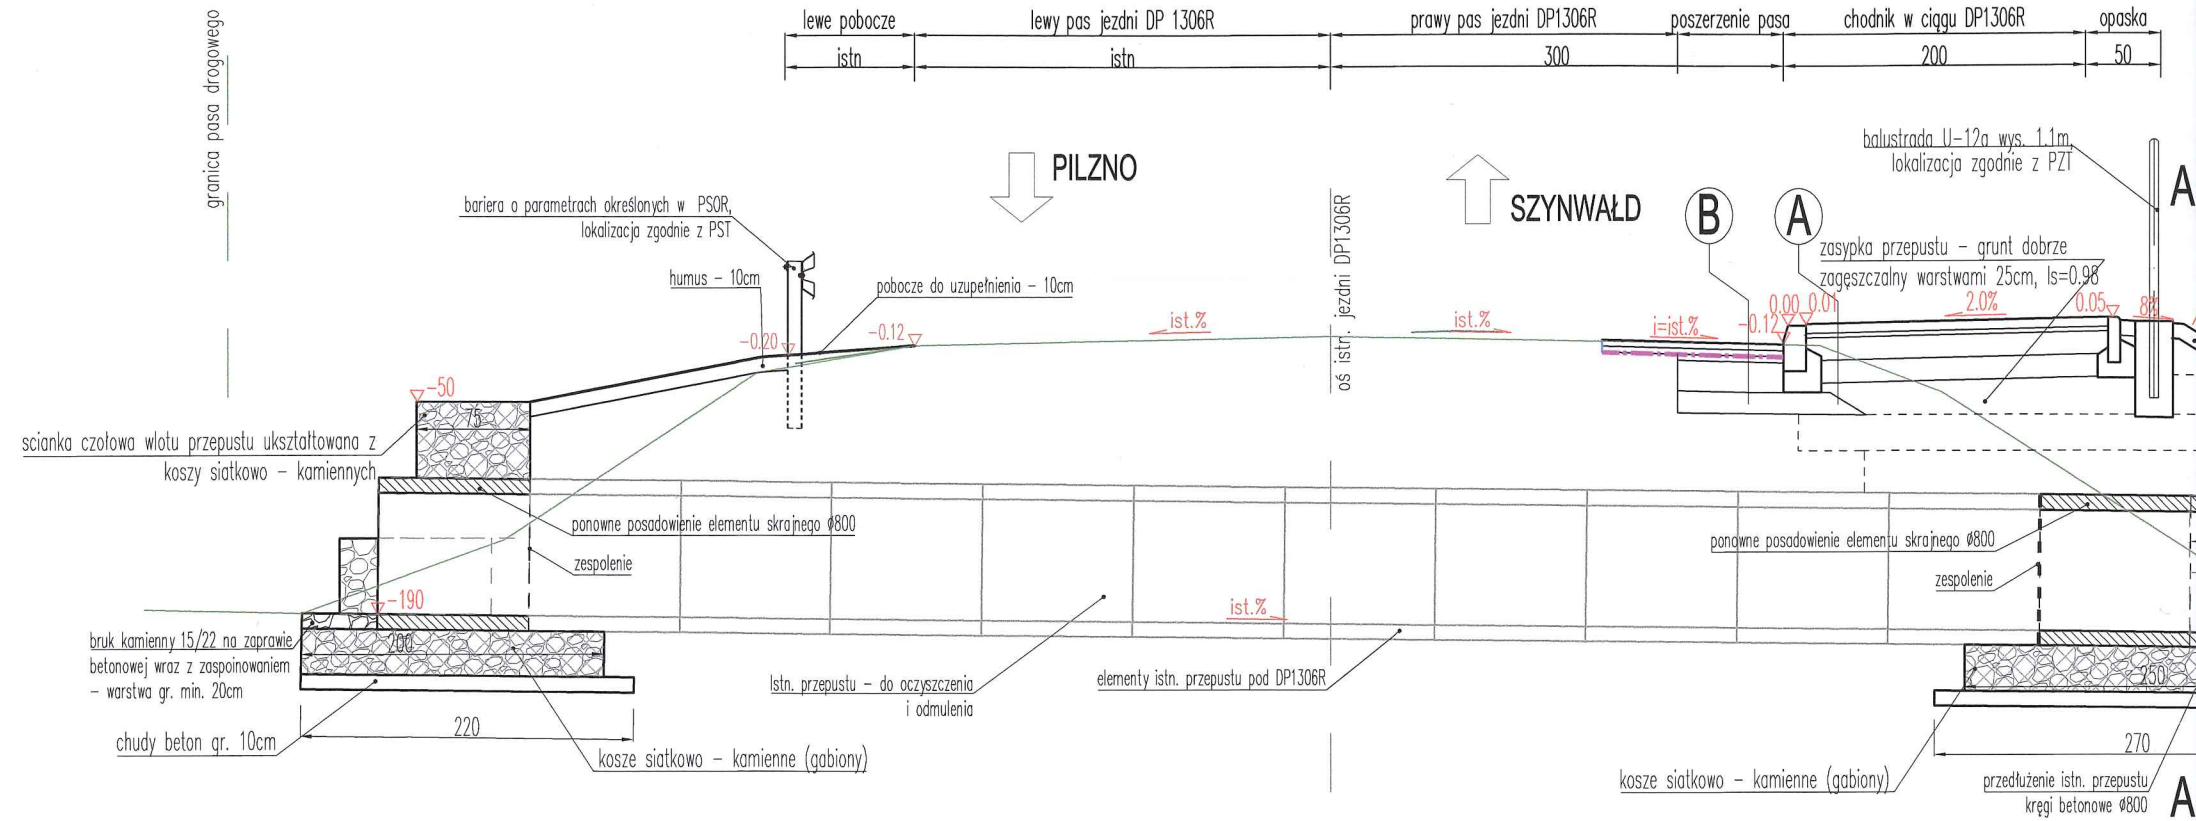 granica pasa drogowego
lewe pobocze
lewy pas jezdni DP 1306R
prawy pas jezdni DP1306R
poszerzenie pasa
chodnik w ciągu DP1306R
opaska
istn
istn
300
200
50
PILZNO
SZYNWAŁD
oś istn. jezdni DP1306R
B
A
balustrada U-12a wys. 1.1m,
lokalizacja zgodnie z PZT
A
bariera o parametrach określonych w PSOR,
lokalizacja zgodnie z PST
humus - 10cm
pobocze do uzupełnienia - 10cm
zasypka przepustu - grunt dobrze
zagęszczalny warstwami 25cm, Is=0.98
-0.20
-0.12
ist.%
ist.%
i=ist.%
-0.12
0.00
0.01
2.0%
0.05
8%
-50
75
scianka czołowa wlotu przepustu ukształtowana z
koszy siatkowo - kamiennych
ponowne posadowienie elementu skrajnego Ø800
zespolenie
ponowne posadowienie elementu skrajnego Ø800
zespolenie
-190
ist.%
bruk kamienny 15/22 na zaprawie
betonowej wraz z zaspoinowaniem
- warstwa gr. min. 20cm
200
Istn. przepustu - do oczyszczenia
i odmulenia
elementy istn. przepustu pod DP1306R
250
220
chudy beton gr. 10cm
kosze siatkowo - kamienne (gabiony)
270
kosze siatkowo - kamienne (gabiony)
przedłużenie istn. przepustu
kręgi betonowe Ø800
A